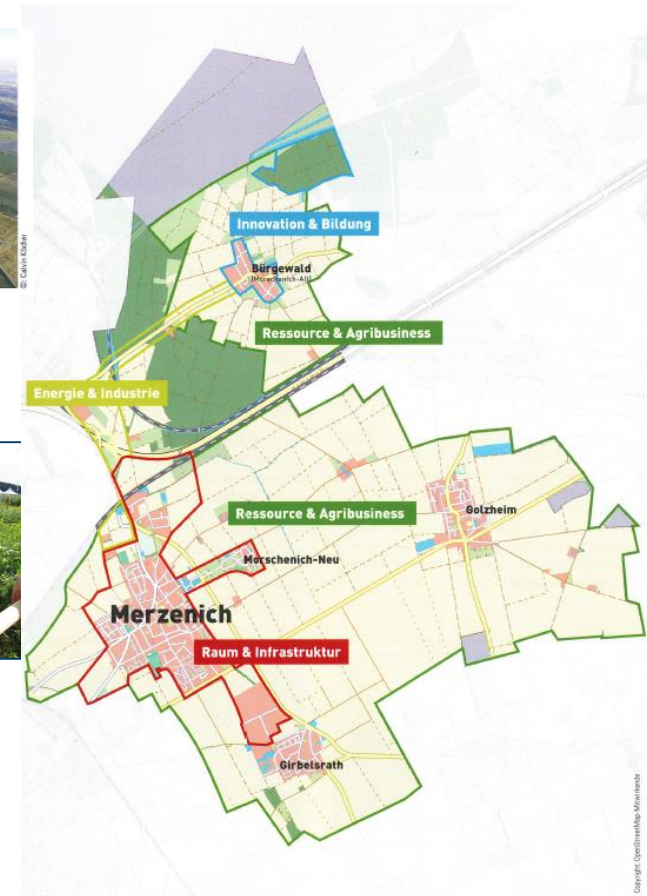 © Calvin Köcher
Innovation & Bildung
Bürgewald
(Morschenich-Alt)
Ressource & Agribusiness
Energie & Industrie
Ressource & Agribusiness
Golzheim
Morschenich-Neu
Merzenich
Raum & Infrastruktur
Girbelsrath
Copyright: OpenStreetMap-Mitwirkende